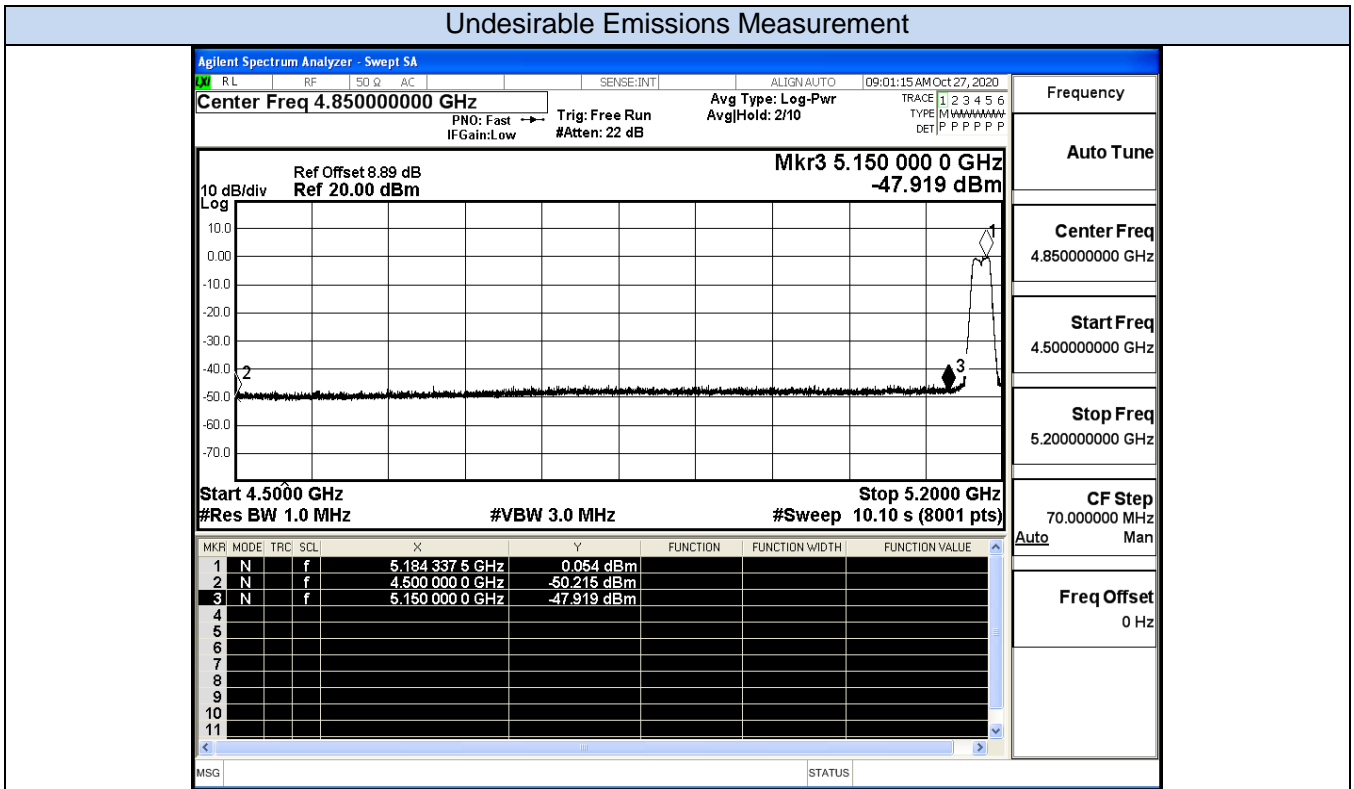 Undesirable Emissions Measurement
Agilent Spectrum Analyzer - Swept SA
LXI RL RF 50 Ω AC SENSE:INT ALIGN AUTO 09:01:15 AM Oct 27, 2020
Center Freq 4.850000000 GHz
PNO: Fast
IFGain:Low
Trig: Free Run
#Atten: 22 dB
Avg Type: Log-Pwr
Avg|Hold: 2/10
TRACE 1 2 3 4 5 6
TYPE M WWWWW
DET P P P P P P
Mkr3 5.150 000 0 GHz
-47.919 dBm
Ref Offset 8.89 dB
10 dB/div Ref 20.00 dBm
Log
10.0
0.00
-10.0
-20.0
-30.0
-40.0
-50.0
-60.0
-70.0
1
2
3
Start 4.5000 GHz Stop 5.2000 GHz
#Res BW 1.0 MHz #VBW 3.0 MHz #Sweep 10.10 s (8001 pts)
MKR MODE TRC SCL X Y FUNCTION FUNCTION WIDTH FUNCTION VALUE
1 N f 5.184 337 5 GHz 0.054 dBm
2 N f 4.500 000 0 GHz -50.215 dBm
3 N f 5.150 000 0 GHz -47.919 dBm
4
5
6
7
8
9
10
11
MSG STATUS
Frequency
Auto Tune
Center Freq
4.850000000 GHz
Start Freq
4.500000000 GHz
Stop Freq
5.200000000 GHz
CF Step
70.000000 MHz
Auto Man
Freq Offset
0 Hz